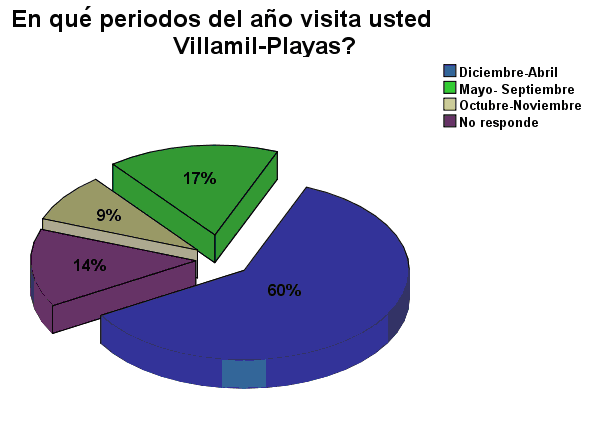 En qué periodos del año visita usted
Villamil-Playas?
Diciembre-Abril
Mayo- Septiembre
Octubre-Noviembre
No responde
17%
9%
14%
60%